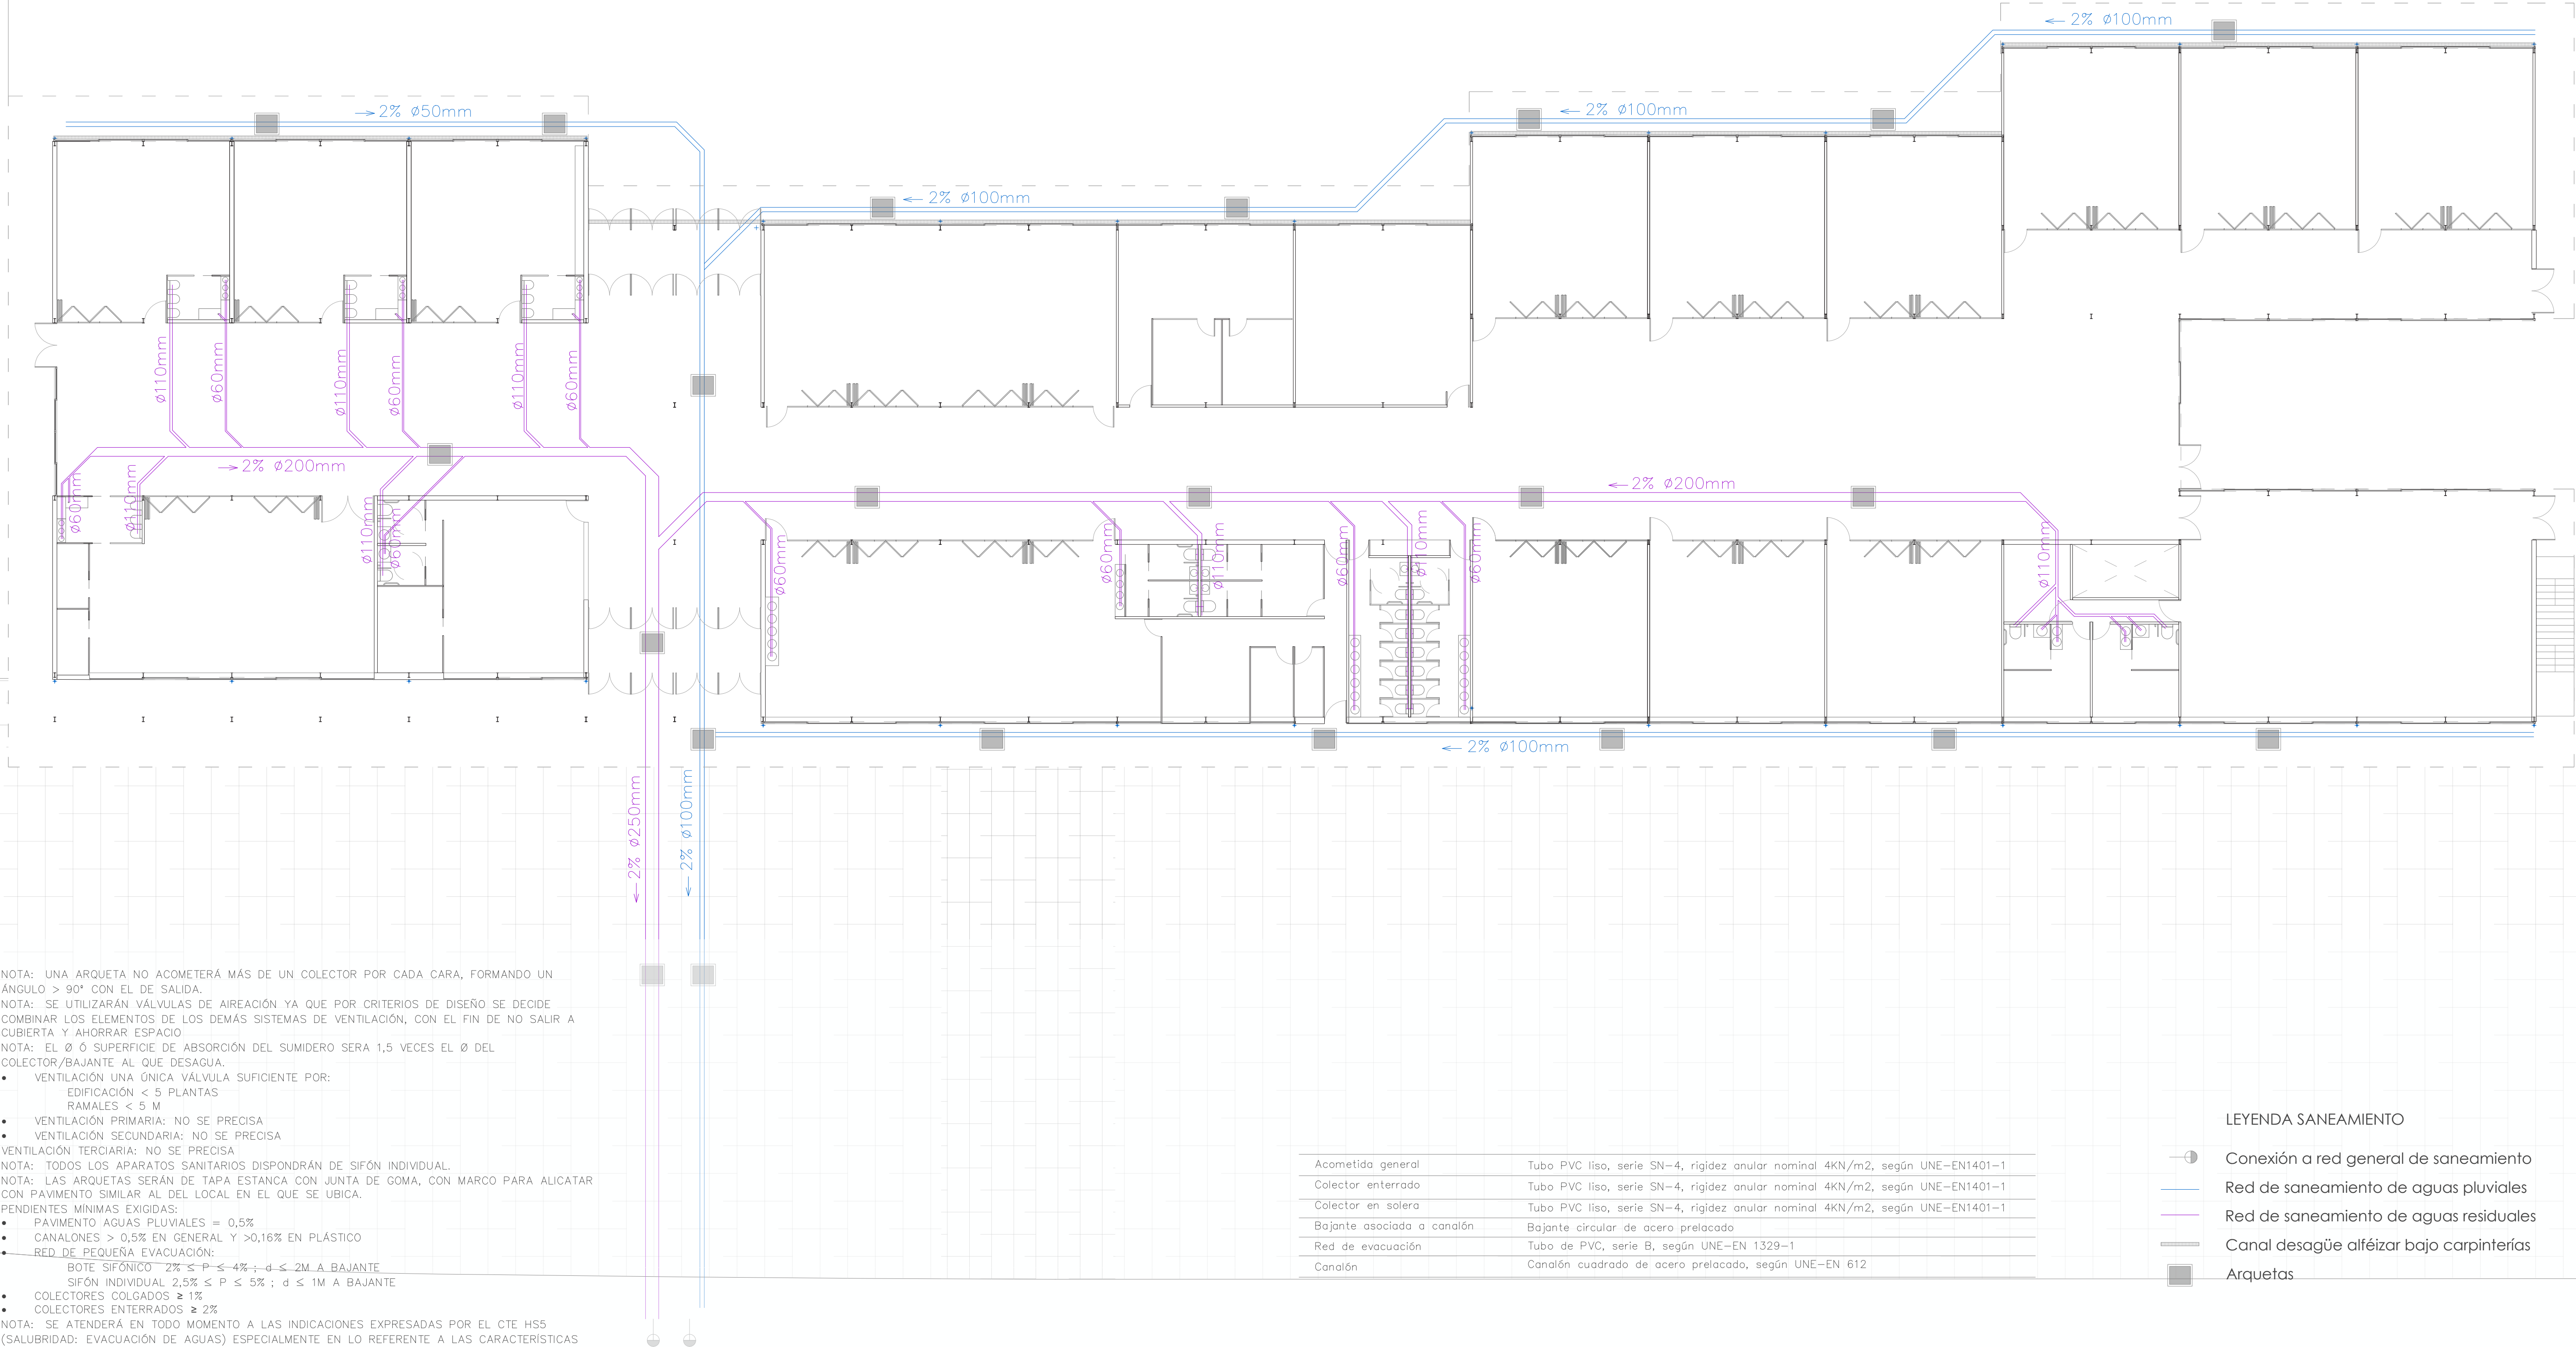 ← 2% Ø100mm
→ 2% Ø50mm
← 2% Ø100mm
← 2% Ø100mm
Ø110mm
Ø60mm
Ø110mm
Ø60mm
Ø110mm
Ø60mm
→ 2% Ø200mm
← 2% Ø200mm
Ø60mm
Ø110mm
Ø110mm
Ø60mm
Ø60mm
Ø60mm
Ø110mm
Ø60mm
Ø110mm
Ø60mm
Ø110mm
← 2% Ø100mm
← 2% Ø250mm
← 2% Ø100mm
NOTA: UNA ARQUETA NO ACOMETERÁ MÁS DE UN COLECTOR POR CADA CARA, FORMANDO UN
ÁNGULO > 90° CON EL DE SALIDA.
NOTA: SE UTILIZARÁN VÁLVULAS DE AIREACIÓN YA QUE POR CRITERIOS DE DISEÑO SE DECIDE
COMBINAR LOS ELEMENTOS DE LOS DEMÁS SISTEMAS DE VENTILACIÓN, CON EL FIN DE NO SALIR A
CUBIERTA Y AHORRAR ESPACIO
NOTA: EL Ø Ó SUPERFICIE DE ABSORCIÓN DEL SUMIDERO SERA 1,5 VECES EL Ø DEL
COLECTOR/BAJANTE AL QUE DESAGUA.
• VENTILACIÓN UNA ÚNICA VÁLVULA SUFICIENTE POR:
EDIFICACIÓN < 5 PLANTAS
RAMALES < 5 M
• VENTILACIÓN PRIMARIA: NO SE PRECISA
• VENTILACIÓN SECUNDARIA: NO SE PRECISA
VENTILACIÓN TERCIARIA: NO SE PRECISA
NOTA: TODOS LOS APARATOS SANITARIOS DISPONDRÁN DE SIFÓN INDIVIDUAL.
NOTA: LAS ARQUETAS SERÁN DE TAPA ESTANCA CON JUNTA DE GOMA, CON MARCO PARA ALICATAR
CON PAVIMENTO SIMILAR AL DEL LOCAL EN EL QUE SE UBICA.
PENDIENTES MÍNIMAS EXIGIDAS:
• PAVIMENTO AGUAS PLUVIALES = 0,5%
• CANALONES > 0,5% EN GENERAL Y >0,16% EN PLÁSTICO
• RED DE PEQUEÑA EVACUACIÓN:
BOTE SIFÓNICO 2% ≤ P ≤ 4% ; d ≤ 2M A BAJANTE
SIFÓN INDIVIDUAL 2,5% ≤ P ≤ 5% ; d ≤ 1M A BAJANTE
• COLECTORES COLGADOS ≥ 1%
• COLECTORES ENTERRADOS ≥ 2%
NOTA: SE ATENDERÁ EN TODO MOMENTO A LAS INDICACIONES EXPRESADAS POR EL CTE HS5
(SALUBRIDAD: EVACUACIÓN DE AGUAS) ESPECIALMENTE EN LO REFERENTE A LAS CARACTERÍSTICAS
Acometida general Tubo PVC liso, serie SN-4, rigidez anular nominal 4KN/m2, según UNE-EN1401-1
Colector enterrado Tubo PVC liso, serie SN-4, rigidez anular nominal 4KN/m2, según UNE-EN1401-1
Colector en solera Tubo PVC liso, serie SN-4, rigidez anular nominal 4KN/m2, según UNE-EN1401-1
Bajante asociada a canalón Bajante circular de acero prelacado
Red de evacuación Tubo de PVC, serie B, según UNE-EN 1329-1
Canalón Canalón cuadrado de acero prelacado, según UNE-EN 612
LEYENDA SANEAMIENTO
Conexión a red general de saneamiento
Red de saneamiento de aguas pluviales
Red de saneamiento de aguas residuales
Canal desagüe alféizar bajo carpinterías
Arquetas